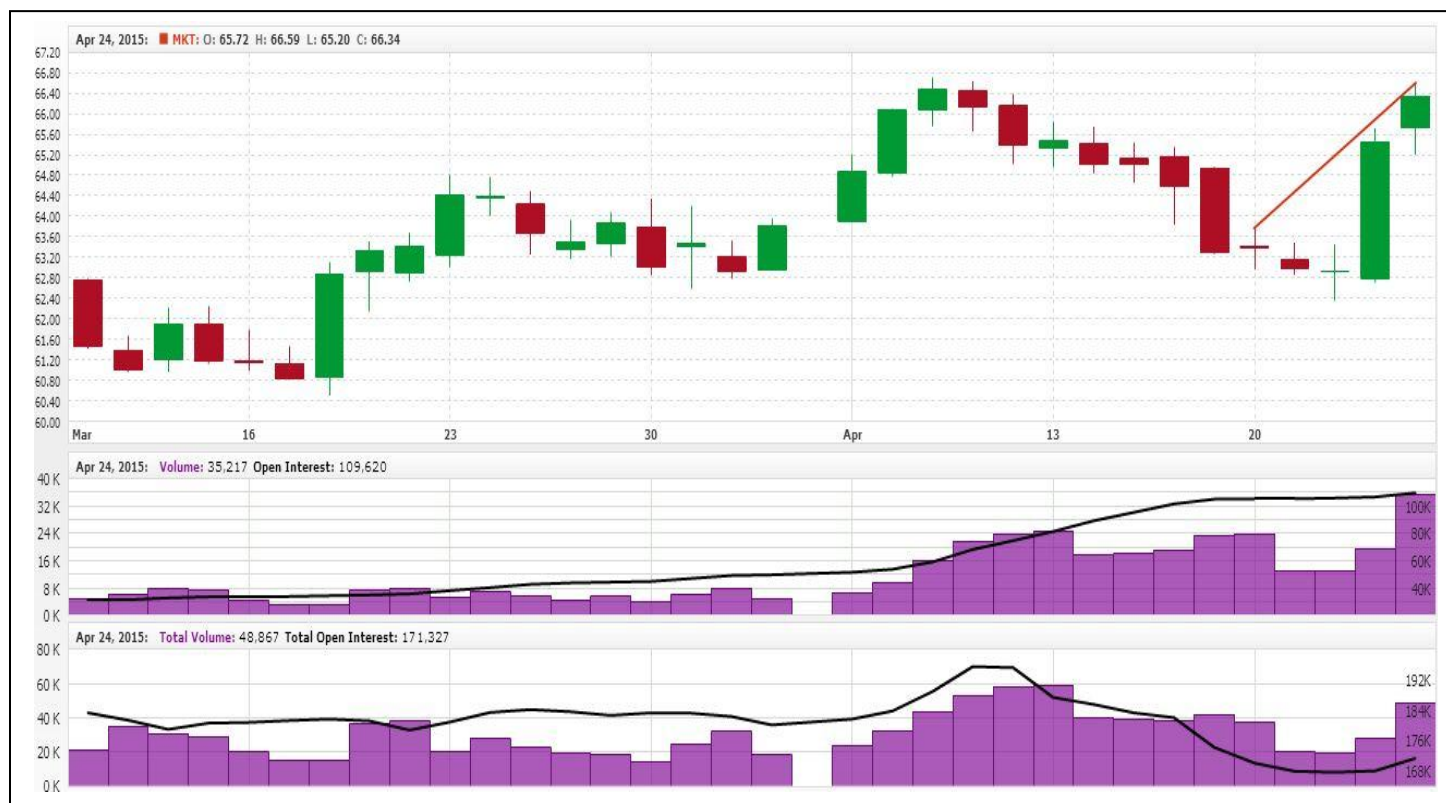 Apr 24, 2015: MKT: O: 65.72 H: 66.59 L: 65.20 C: 66.34
67.20
66.80
66.40
66.00
65.60
65.20
64.80
64.40
64.00
63.60
63.20
62.80
62.40
62.00
61.60
61.20
60.80
60.40
60.00
Mar 16 23 30 Apr 13 20
Apr 24, 2015: Volume: 35,217 Open Interest: 109,620
40 K
32 K 100K
24 K 80K
16 K 60K
8 K 40K
0 K
Apr 24, 2015: Total Volume: 48,867 Total Open Interest: 171,327
80 K
60 K 192K
40 K 184K
20 K 176K
0 K 168K